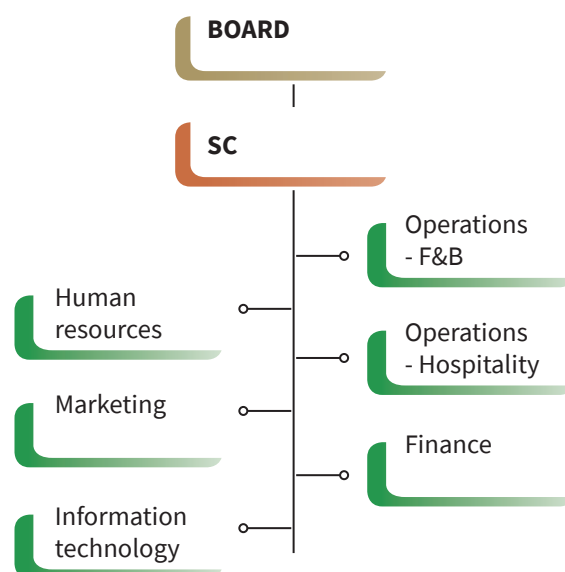 BOARD
SC
Operations
- F&B
Human
resources
Operations
- Hospitality
Marketing
Finance
Information
technology